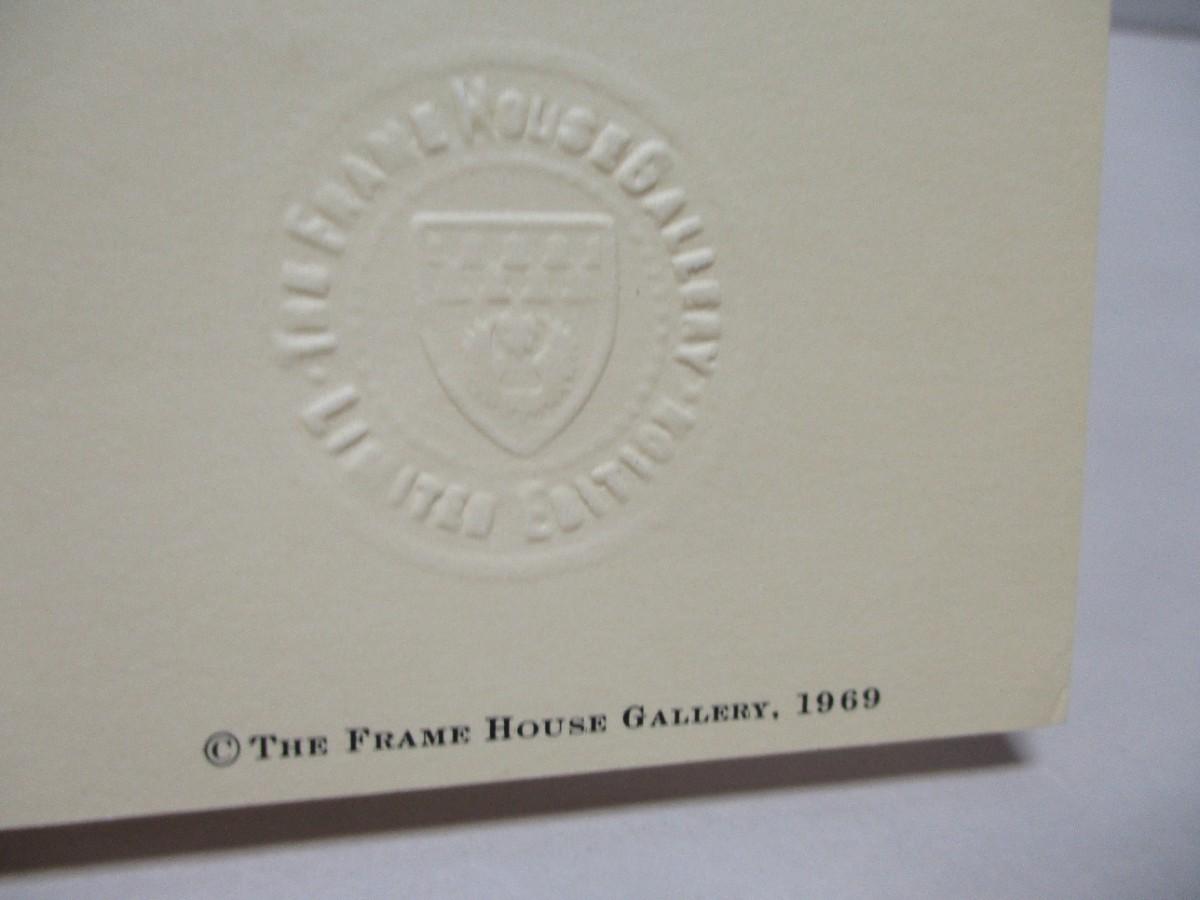 The Frame House Gallery · Limited Edition ·
© The Frame House Gallery, 1969